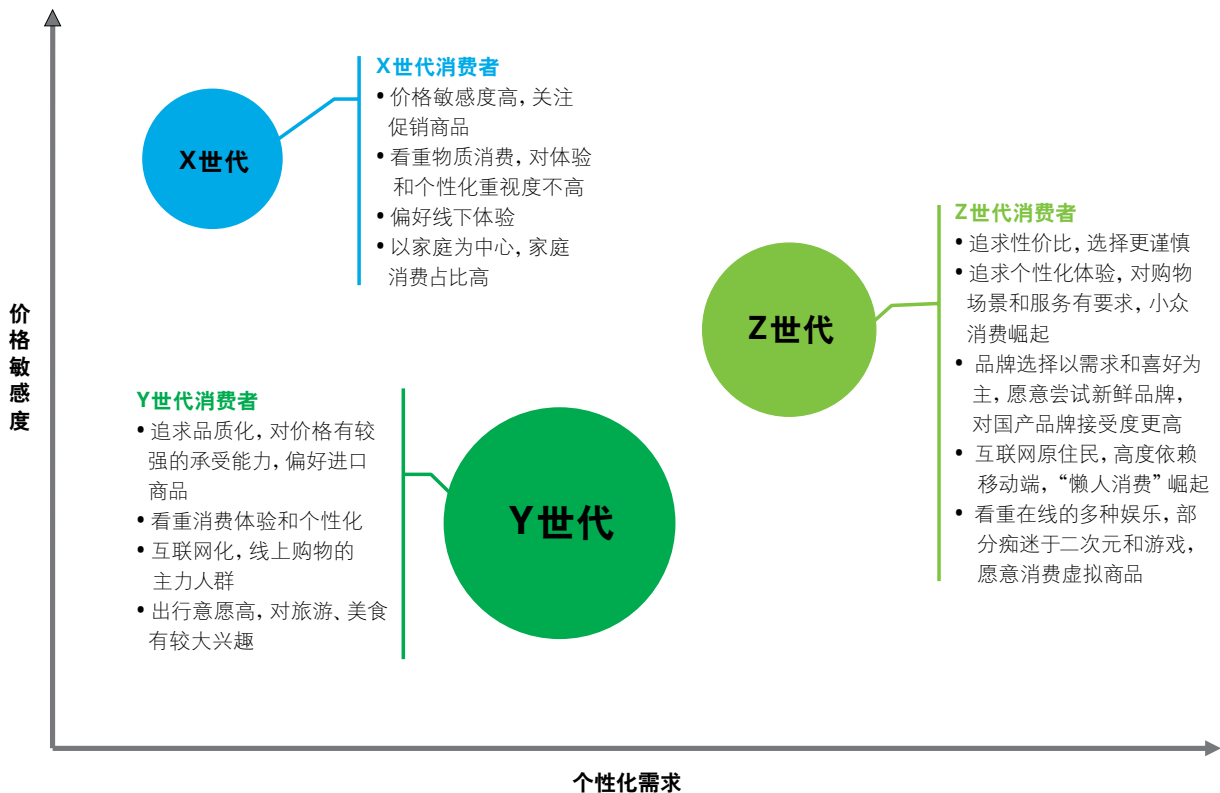 X世代消费者
• 价格敏感度高，关注
促销商品
• 看重物质消费，对体验
和个性化重视度不高
• 偏好线下体验
• 以家庭为中心，家庭
消费占比高
X世代
Z世代消费者
• 追求性价比，选择更谨慎
• 追求个性化体验，对购物
场景和服务有要求，小众
消费崛起
• 品牌选择以需求和喜好为
主，愿意尝试新鲜品牌，
对国产品牌接受度更高
• 互联网原住民，高度依赖
移动端，“懒人消费”崛起
• 看重在线的多种娱乐，部
分痴迷于二次元和游戏，
愿意消费虚拟商品
Z世代
价格敏感度
Y世代消费者
• 追求品质化，对价格有较
强的承受能力，偏好进口
商品
• 看重消费体验和个性化
• 互联网化，线上购物的
主力人群
• 出行意愿高，对旅游、美食
有较大兴趣
Y世代
个性化需求